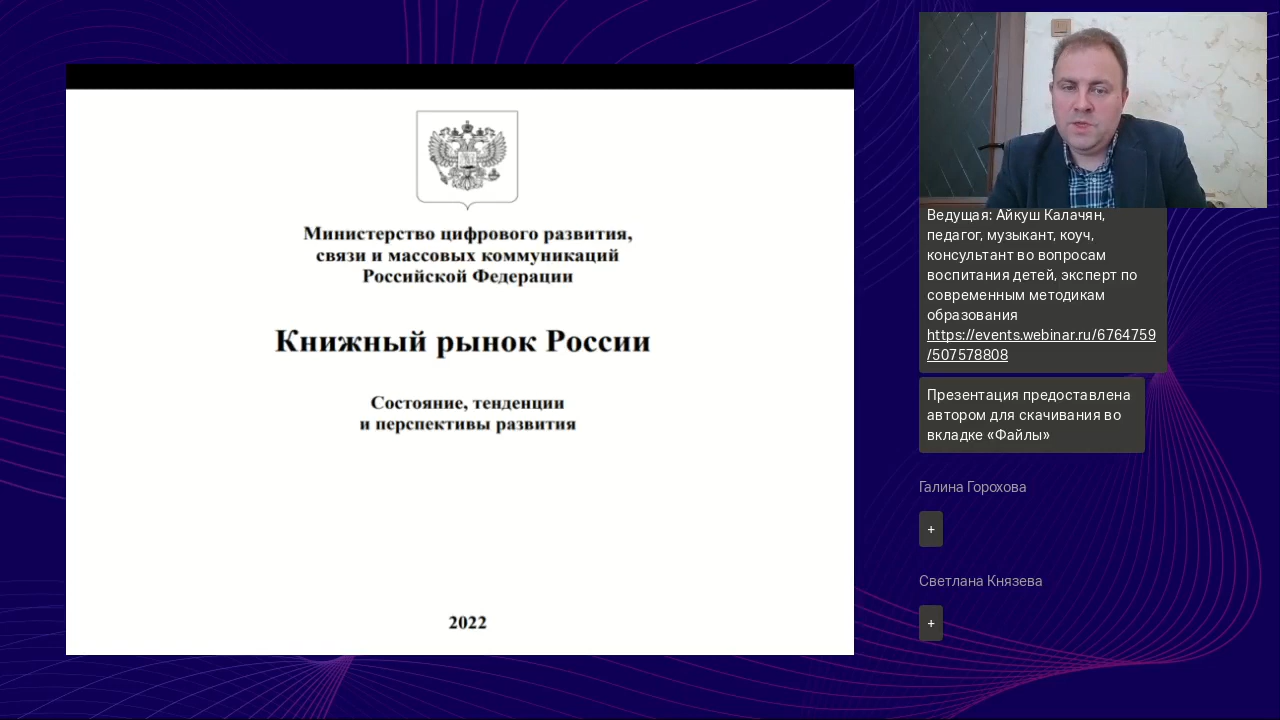 Министерство цифрового развития,
связи и массовых коммуникаций
Российской Федерации
Книжный рынок России
Состояние, тенденции
и перспективы развития
2022
Ведущая: Айкуш Калачян,
педагог, музыкант, коуч,
консультант во вопросам
воспитания детей, эксперт по
современным методикам
образования
https://events.webinar.ru/6764759
/507578808
Презентация предоставлена
автором для скачивания во
вкладке «Файлы»
Галина Горохова
+
Светлана Князева
+